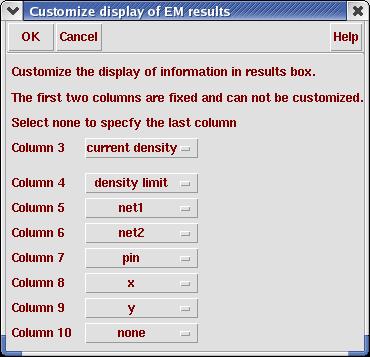 Customize display of EM results
OK Cancel Help
Customize the display of information in results box.
The first two columns are fixed and can not be customized.
Select none to specfy the last column
Column 3 current density
Column 4 density limit
Column 5 net1
Column 6 net2
Column 7 pin
Column 8 x
Column 9 y
Column 10 none